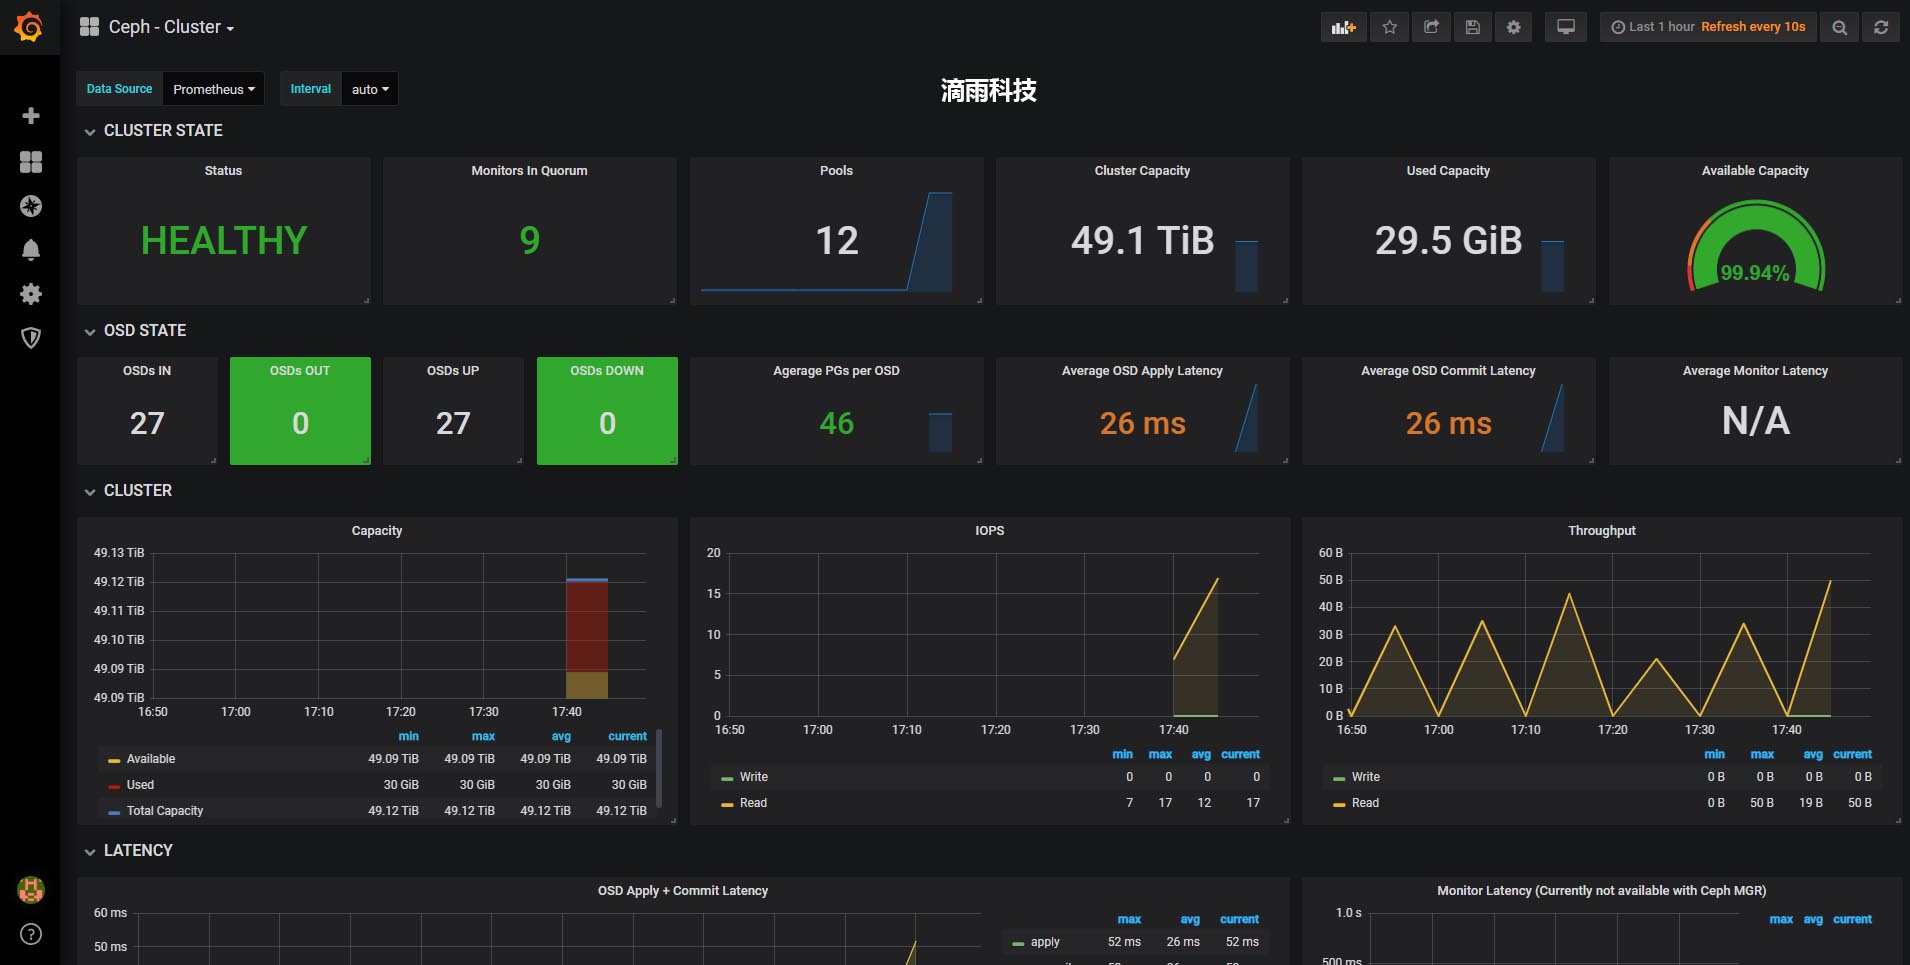 Ceph - Cluster
Last 1 hour Refresh every 10s
Data Source Prometheus Interval auto
滴雨科技
CLUSTER STATE
Status Monitors In Quorum Pools Cluster Capacity Used Capacity Available Capacity
HEALTHY 9 12 49.1 TiB 29.5 GiB 99.94%
OSD STATE
OSDs IN OSDs OUT OSDs UP OSDs DOWN Agerage PGs per OSD Average OSD Apply Latency Average OSD Commit Latency Average Monitor Latency
27 0 27 0 46 26 ms 26 ms N/A
CLUSTER
Capacity
49.13 TiB
49.12 TiB
49.11 TiB
49.10 TiB
49.09 TiB
49.09 TiB
16:50 17:00 17:10 17:20 17:30 17:40
min max avg current
Available 49.09 TiB 49.09 TiB 49.09 TiB 49.09 TiB
Used 30 GiB 30 GiB 30 GiB 30 GiB
Total Capacity 49.12 TiB 49.12 TiB 49.12 TiB 49.12 TiB
IOPS
20
15
10
5
0
16:50 17:00 17:10 17:20 17:30 17:40
min max avg current
Write 0 0 0 0
Read 7 17 12 17
Throughput
60 B
50 B
40 B
30 B
20 B
10 B
0 B
16:50 17:00 17:10 17:20 17:30 17:40
min max avg current
Write 0 B 0 B 0 B 0 B
Read 0 B 50 B 19 B 50 B
LATENCY
OSD Apply + Commit Latency
60 ms
50 ms
max avg current
apply 52 ms 26 ms 52 ms
Monitor Latency (Currently not available with Ceph MGR)
1.0 s
500 ms
max avg current